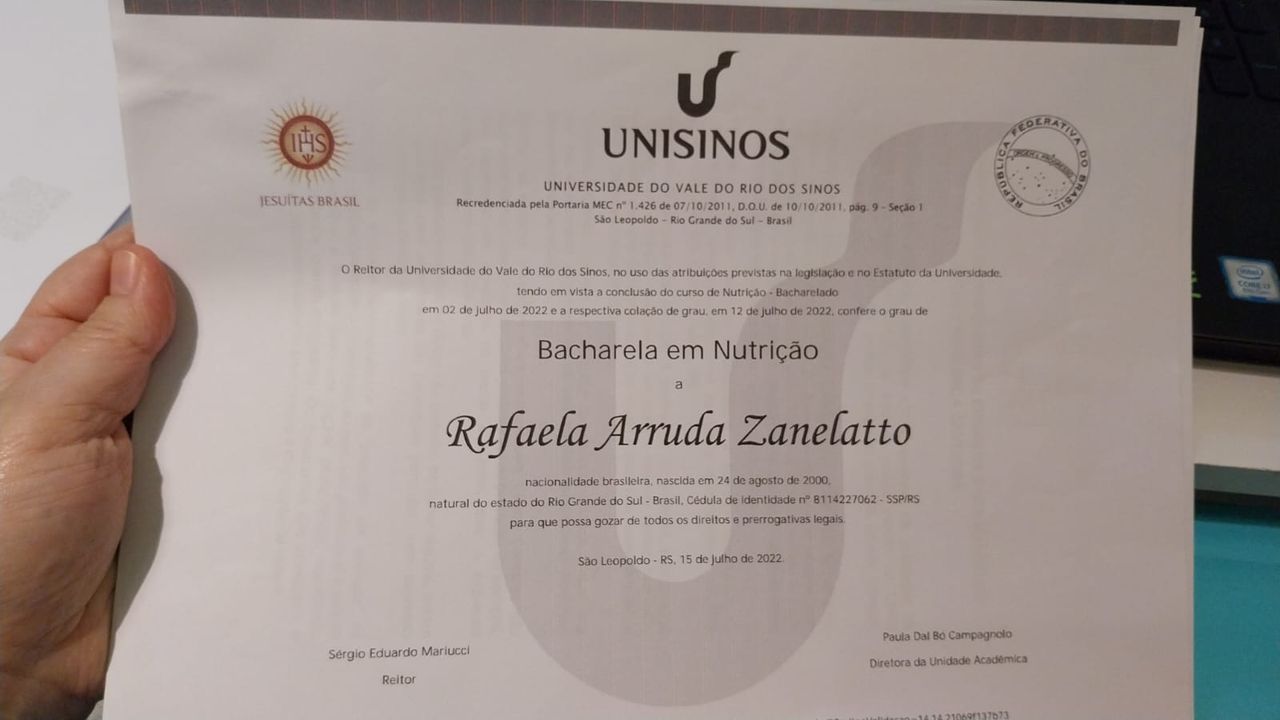 IHS
JESUÍTAS BRASIL
UNISINOS
REPUBLICA FEDERATIVA DO BRASIL
ORDEM E PROGRESSO
UNIVERSIDADE DO VALE DO RIO DOS SINOS
Recredenciada pela Portaria MEC nº 1.426 de 07/10/2011, D.O.U. de 10/10/2011, pág. 9 – Seção 1
São Leopoldo – Rio Grande do Sul – Brasil
O Reitor da Universidade do Vale do Rio dos Sinos, no uso das atribuições previstas na legislação e no Estatuto da Universidade,
tendo em vista a conclusão do curso de Nutrição - Bacharelado
em 02 de julho de 2022 e a respectiva colação de grau, em 12 de julho de 2022, confere o grau de
Bacharela em Nutrição
a
Rafaela Arruda Zanelatto
nacionalidade brasileira, nascida em 24 de agosto de 2000,
natural do estado do Rio Grande do Sul - Brasil, Cédula de identidade nº 8114227062 - SSP/RS
para que possa gozar de todos os direitos e prerrogativas legais.
São Leopoldo - RS, 15 de julho de 2022.
Sérgio Eduardo Mariucci
Reitor
Paula Dal Bó Campagnolo
Diretora da Unidade Acadêmica
intel
CORE i7